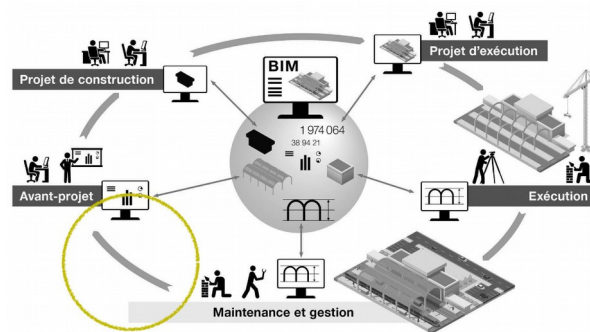 BIM
Projet d'exécution
Projet de construction
1 974 064
38 94 21
Avant-projet
Exécution
Maintenance et gestion